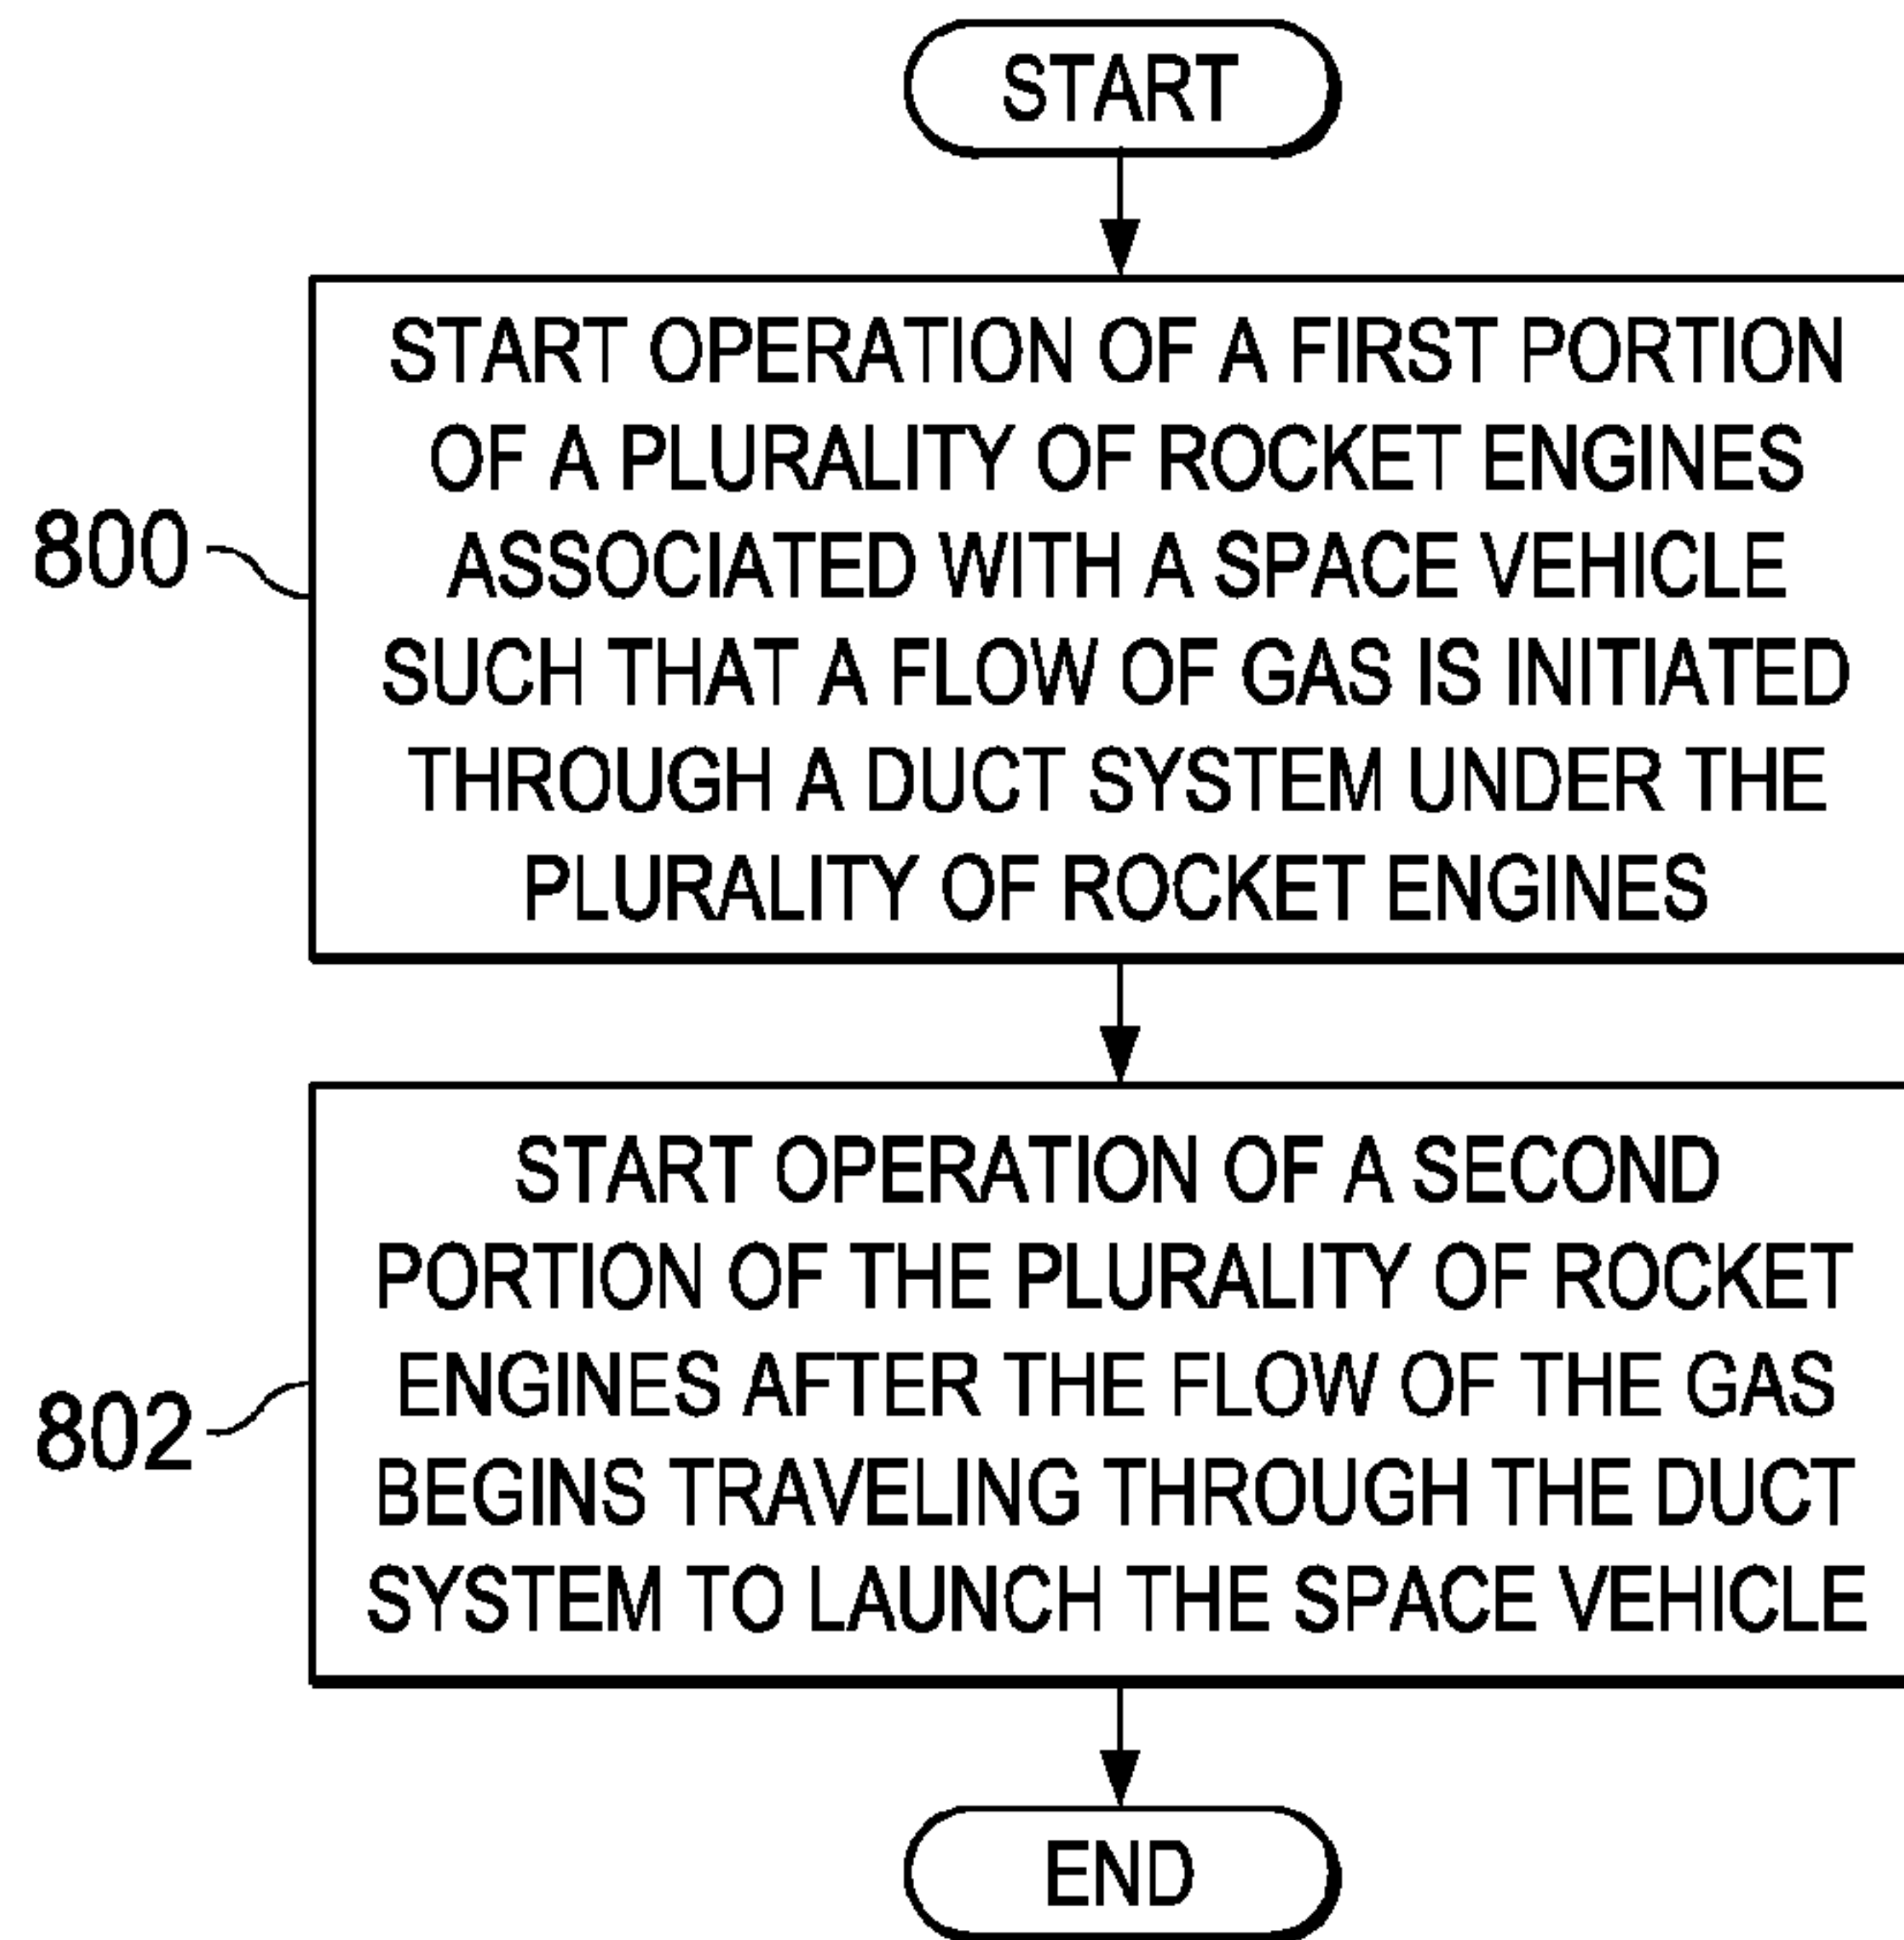 START
START OPERATION OF A FIRST PORTION
OF A PLURALITY OF ROCKET ENGINES
ASSOCIATED WITH A SPACE VEHICLE
SUCH THAT A FLOW OF GAS IS INITIATED
THROUGH A DUCT SYSTEM UNDER THE
PLURALITY OF ROCKET ENGINES
800
START OPERATION OF A SECOND
PORTION OF THE PLURALITY OF ROCKET
ENGINES AFTER THE FLOW OF THE GAS
BEGINS TRAVELING THROUGH THE DUCT
SYSTEM TO LAUNCH THE SPACE VEHICLE
802
END